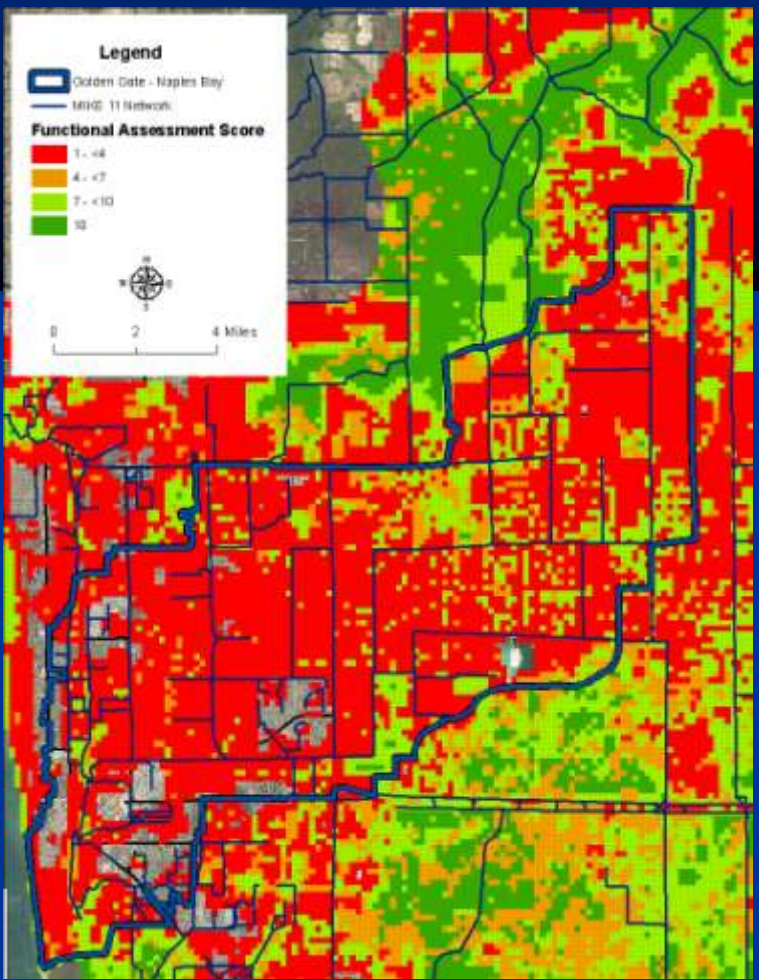 Legend
Golden Gate - Naples Bay
MIKE 11 Network
Functional Assessment Score
1 - <4
4 - <7
7 - <10
10
N
S
0 2 4 Miles